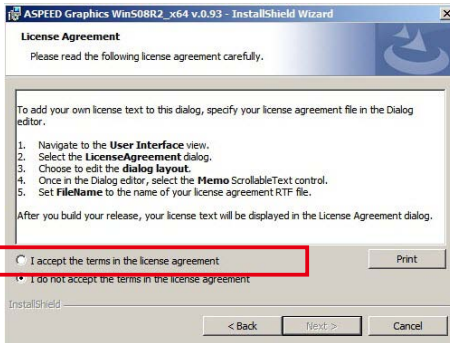 ASPEED Graphics WinS08R2_x64 v.0.93 - InstallShield Wizard
License Agreement
Please read the following license agreement carefully.
To add your own license text to this dialog, specify your license agreement file in the Dialog
editor.
1. Navigate to the User Interface view.
2. Select the LicenseAgreement dialog.
3. Choose to edit the dialog layout.
4. Once in the Dialog editor, select the Memo ScrollableText control.
5. Set FileName to the name of your license agreement RTF file.
After you build your release, your license text will be displayed in the License Agreement dialog.
I accept the terms in the license agreement
Print
I do not accept the terms in the license agreement
InstallShield
< Back
Next >
Cancel